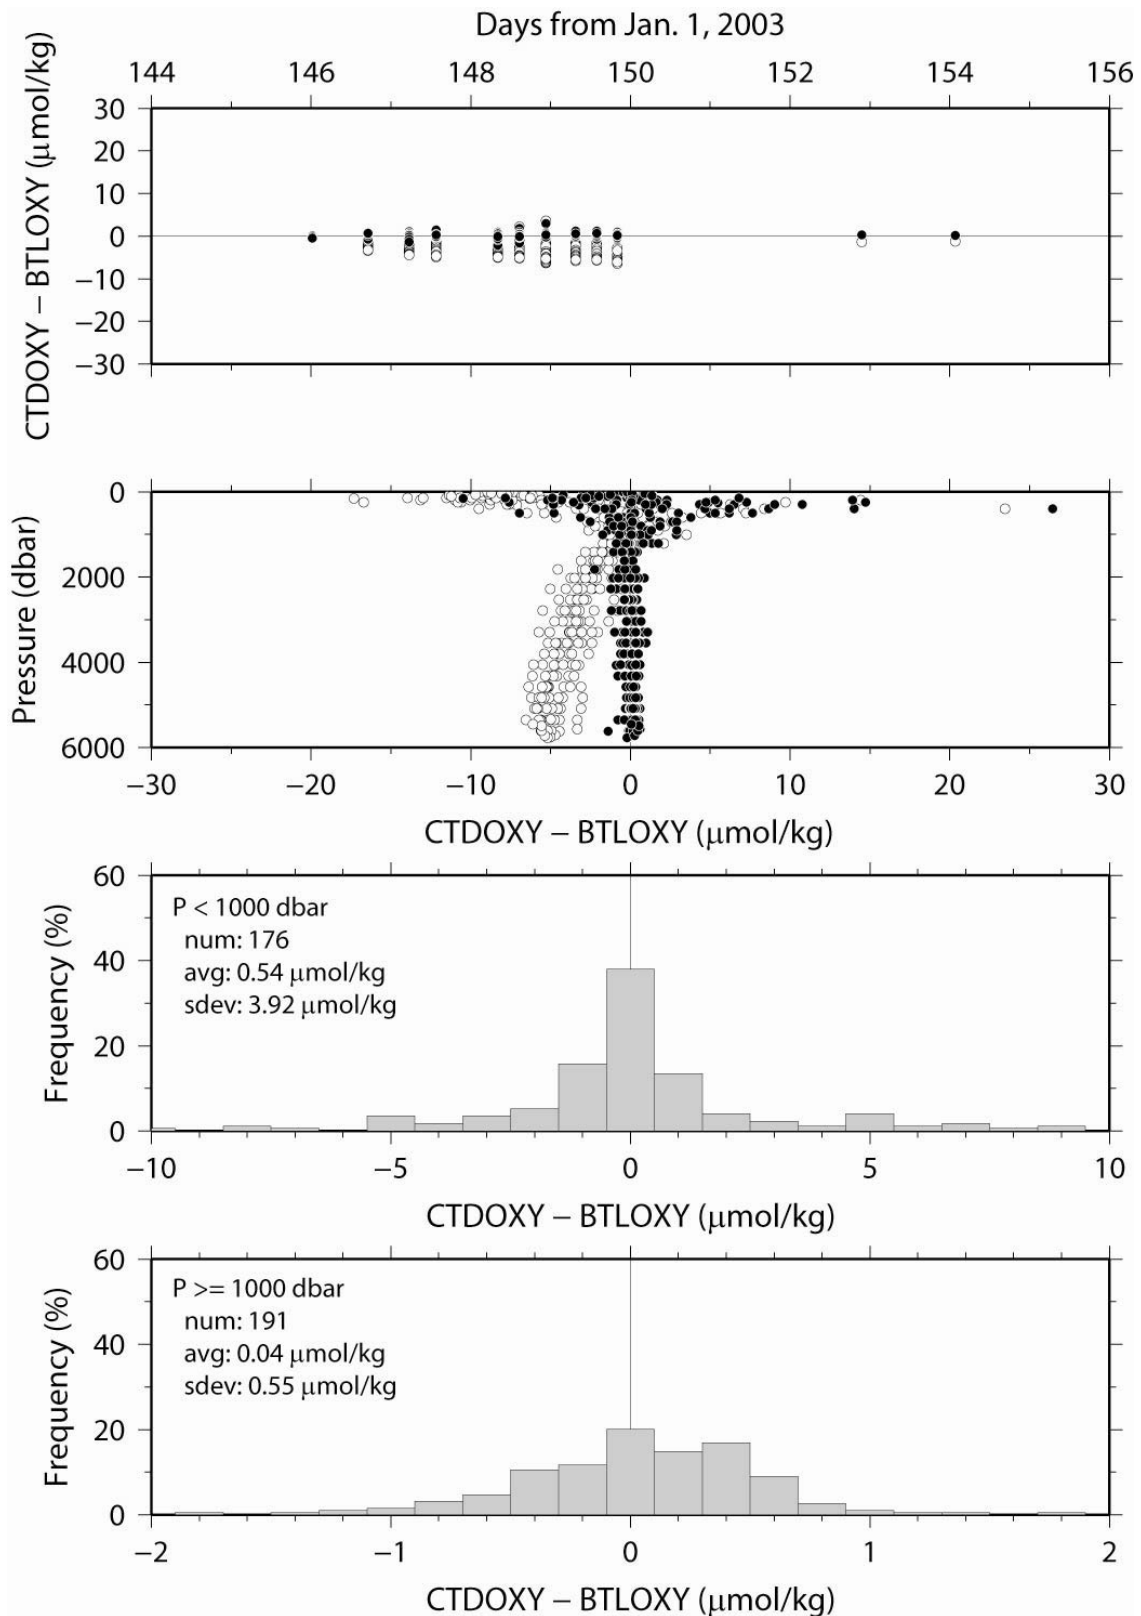 Days from Jan. 1, 2003
144 146 148 150 152 154 156
CTDOXY – BTLOXY (μmol/kg)
30
20
10
0
−10
−20
−30
Pressure (dbar)
0
2000
4000
6000
−30 −20 −10 0 10 20 30
CTDOXY – BTLOXY (μmol/kg)
Frequency (%)
60
40
20
0
P < 1000 dbar
num: 176
avg: 0.54 μmol/kg
sdev: 3.92 μmol/kg
−10 −5 0 5 10
CTDOXY – BTLOXY (μmol/kg)
Frequency (%)
60
40
20
0
P >= 1000 dbar
num: 191
avg: 0.04 μmol/kg
sdev: 0.55 μmol/kg
−2 −1 0 1 2
CTDOXY – BTLOXY (μmol/kg)